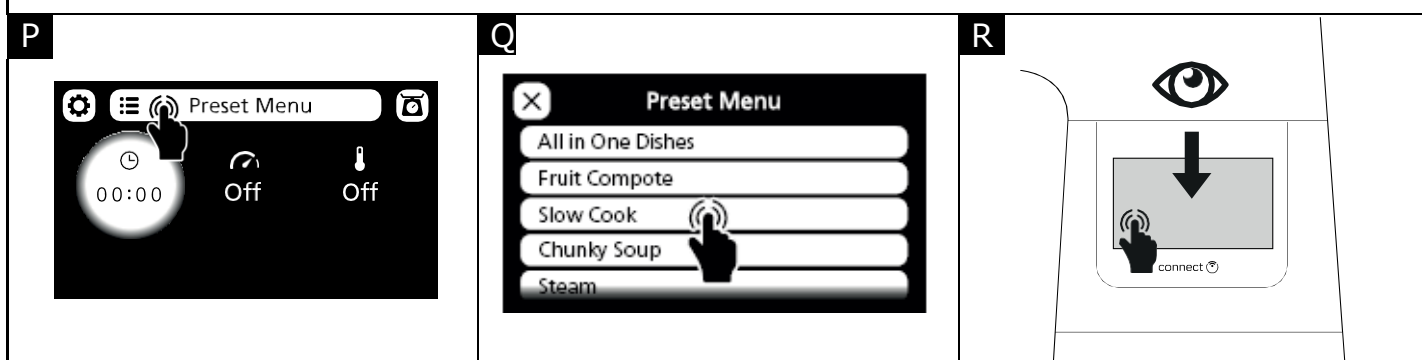 P
Preset Menu
00:00
Off
Off
Q
Preset Menu
All in One Dishes
Fruit Compote
Slow Cook
Chunky Soup
Steam
R
connect